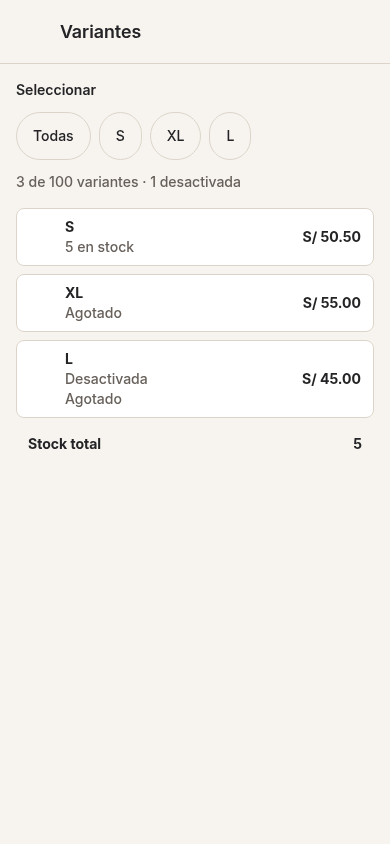 Variantes
Seleccionar
Todas
S
XL
L
3 de 100 variantes · 1 desactivada
S
5 en stock
S/ 50.50
XL
Agotado
S/ 55.00
L
Desactivada
Agotado
S/ 45.00
Stock total
5